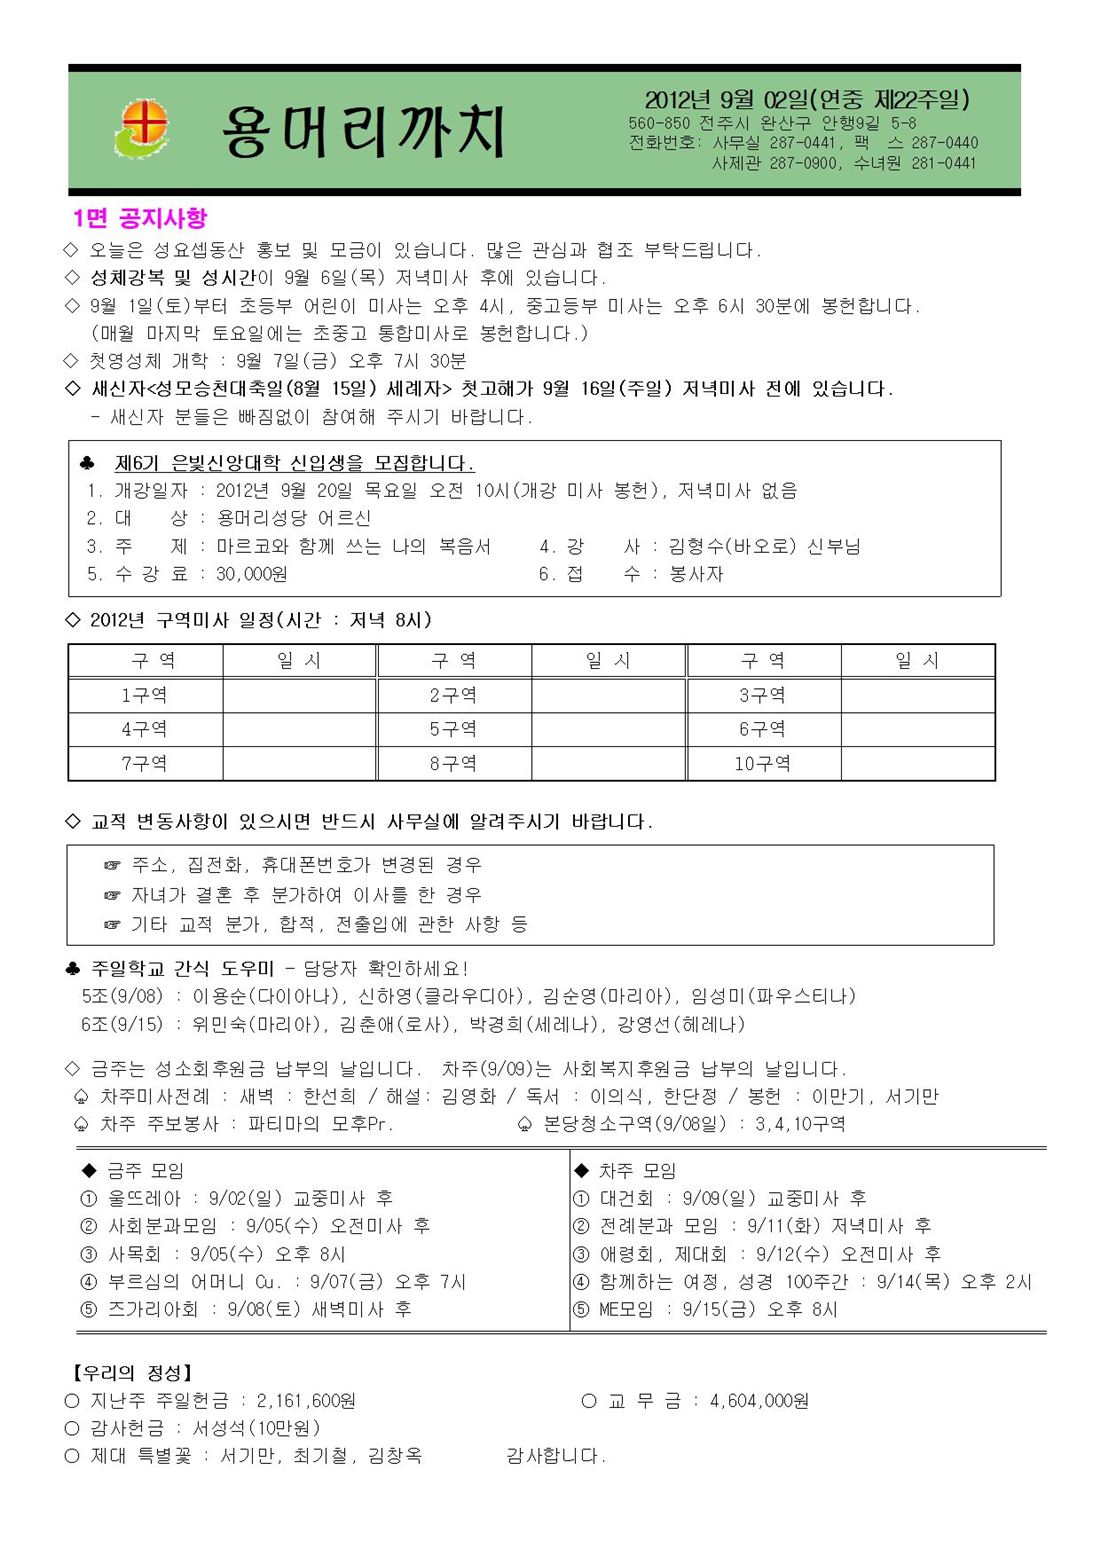 용머리까치
2012년 9월 02일(연중 제22주일)
560-850 전주시 완산구 안행9길 5-8
전화번호: 사무실 287-0441, 팩 스 287-0440
사제관 287-0900, 수녀원 281-0441
1면 공지사항
◇ 오늘은 성요셉동산 홍보 및 모금이 있습니다. 많은 관심과 협조 부탁드립니다.
◇ 성체강복 및 성시간이 9월 6일(목) 저녁미사 후에 있습니다.
◇ 9월 1일(토)부터 초등부 어린이 미사는 오후 4시, 중고등부 미사는 오후 6시 30분에 봉헌합니다.
(매월 마지막 토요일에는 초중고 통합미사로 봉헌합니다.)
◇ 첫영성체 개학 : 9월 7일(금) 오후 7시 30분
◇ 새신자<성모승천대축일(8월 15일) 세례자> 첫고해가 9월 16일(주일) 저녁미사 전에 있습니다.
- 새신자 분들은 빠짐없이 참여해 주시기 바랍니다.
♣ 제6기 은빛신앙대학 신입생을 모집합니다.
1. 개강일자 : 2012년 9월 20일 목요일 오전 10시(개강 미사 봉헌), 저녁미사 없음
2. 대 상 : 용머리성당 어르신
3. 주 제 : 마르코와 함께 쓰는 나의 복음서 4. 강 사 : 김형수(바오로) 신부님
5. 수 강 료 : 30,000원 6. 접 수 : 봉사자
◇ 2012년 구역미사 일정(시간 : 저녁 8시)
구 역 일 시 구 역 일 시 구 역 일 시
1구역 2구역 3구역
4구역 5구역 6구역
7구역 8구역 10구역
◇ 교적 변동사항이 있으시면 반드시 사무실에 알려주시기 바랍니다.
☞ 주소, 집전화, 휴대폰번호가 변경된 경우
☞ 자녀가 결혼 후 분가하여 이사를 한 경우
☞ 기타 교적 분가, 합적, 전출입에 관한 사항 등
♣ 주일학교 간식 도우미 - 담당자 확인하세요!
5조(9/08) : 이용순(다이아나), 신하영(클라우디아), 김순영(마리아), 임성미(파우스티나)
6조(9/15) : 위민숙(마리아), 김춘애(로사), 박경희(세레나), 강영선(헤레나)
◇ 금주는 성소회후원금 납부의 날입니다. 차주(9/09)는 사회복지후원금 납부의 날입니다.
♤ 차주미사전례 : 새벽 : 한선희 / 해설: 김영화 / 독서 : 이의식, 한단정 / 봉헌 : 이만기, 서기만
♤ 차주 주보봉사 : 파티마의 모후Pr. ♤ 본당청소구역(9/08일) : 3,4,10구역
◆ 금주 모임
① 울뜨레아 : 9/02(일) 교중미사 후
② 사회분과모임 : 9/05(수) 오전미사 후
③ 사목회 : 9/05(수) 오후 8시
④ 부르심의 어머니 Cu. : 9/07(금) 오후 7시
⑤ 즈가리아회 : 9/08(토) 새벽미사 후
◆ 차주 모임
① 대건회 : 9/09(일) 교중미사 후
② 전례분과 모임 : 9/11(화) 저녁미사 후
③ 애령회, 제대회 : 9/12(수) 오전미사 후
④ 함께하는 여정, 성경 100주간 : 9/14(목) 오후 2시
⑤ ME모임 : 9/15(금) 오후 8시
【우리의 정성】
○ 지난주 주일헌금 : 2,161,600원 ○ 교 무 금 : 4,604,000원
○ 감사헌금 : 서성석(10만원)
○ 제대 특별꽃 : 서기만, 최기철, 김창옥 감사합니다.